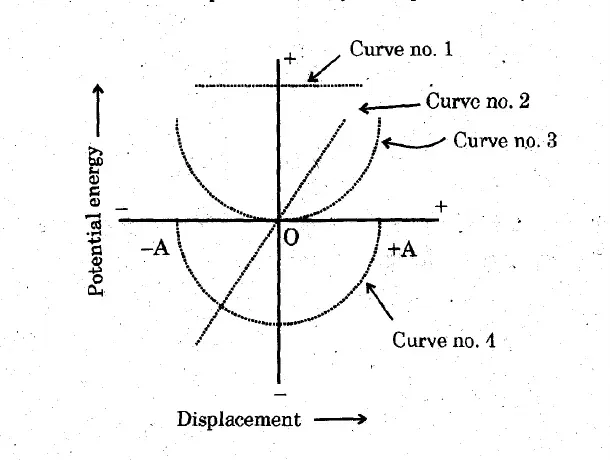 +
Curve no. 1
Curve no. 2
Curve no. 3
Potential energy
−
+
O
−A
+A
Curve no. 4
−
Displacement